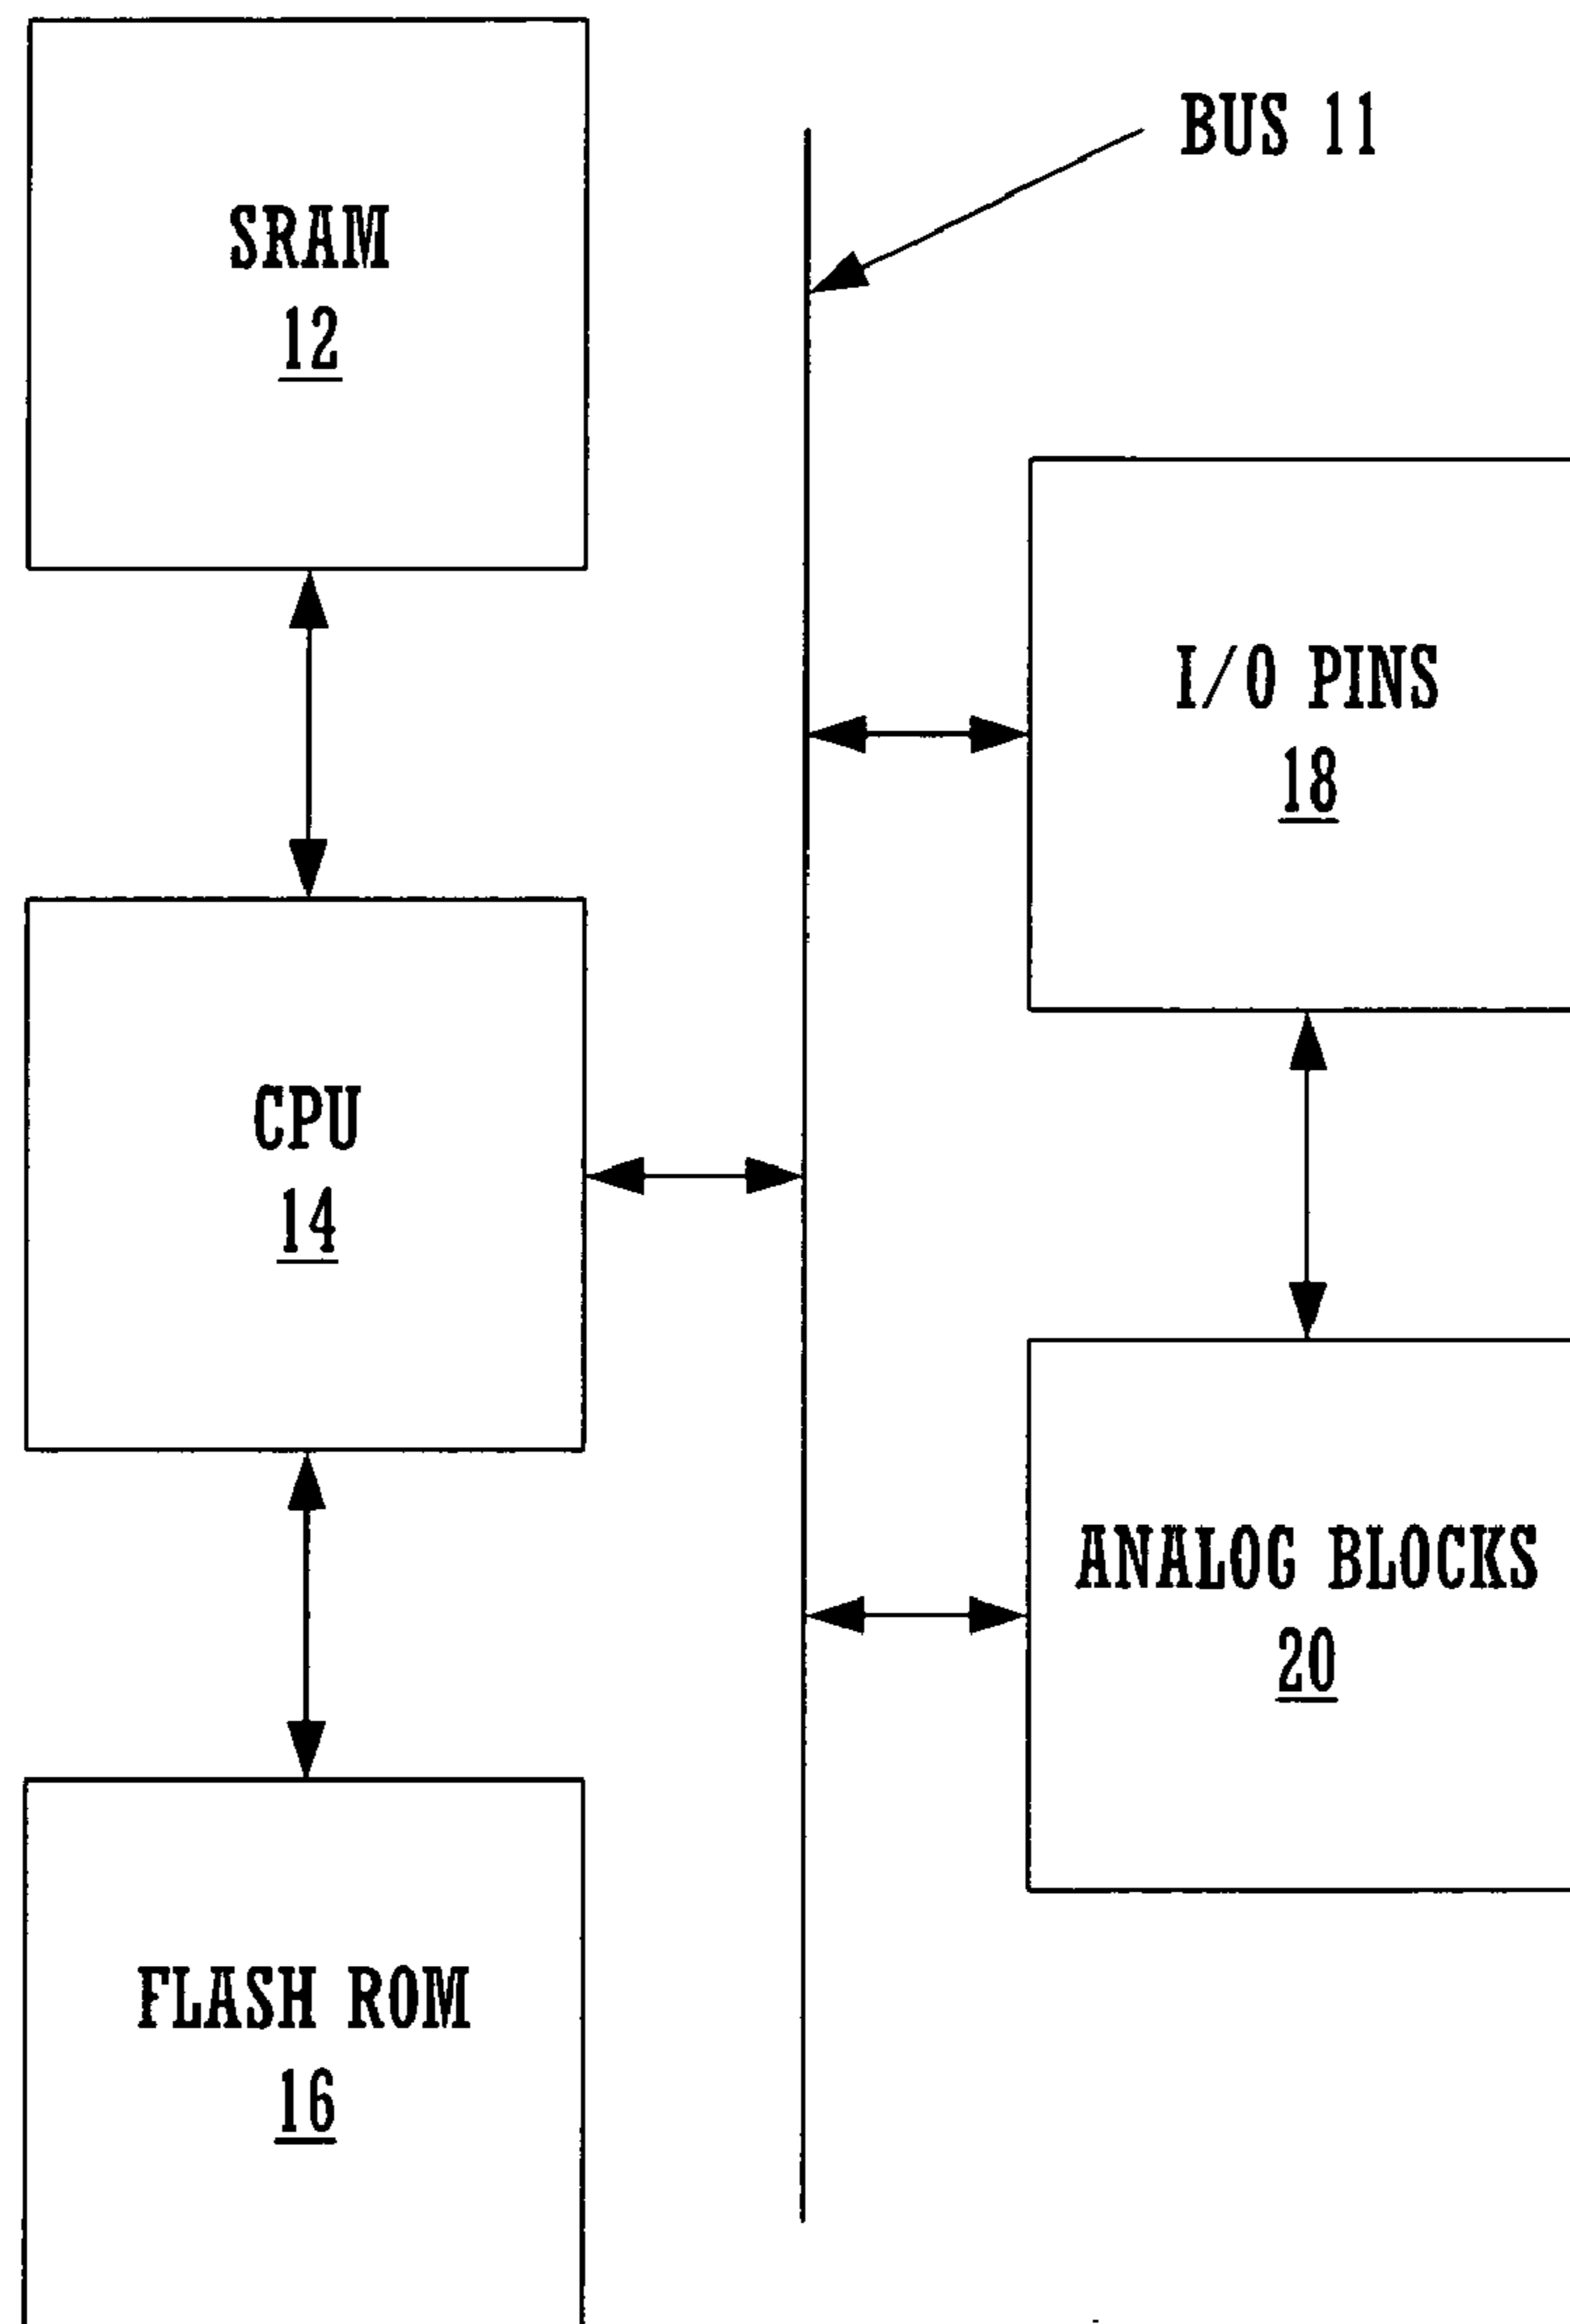 BUS 11
SRAM
12
I/O PINS
18
CPU
14
ANALOG BLOCKS
20
FLASH ROM
16